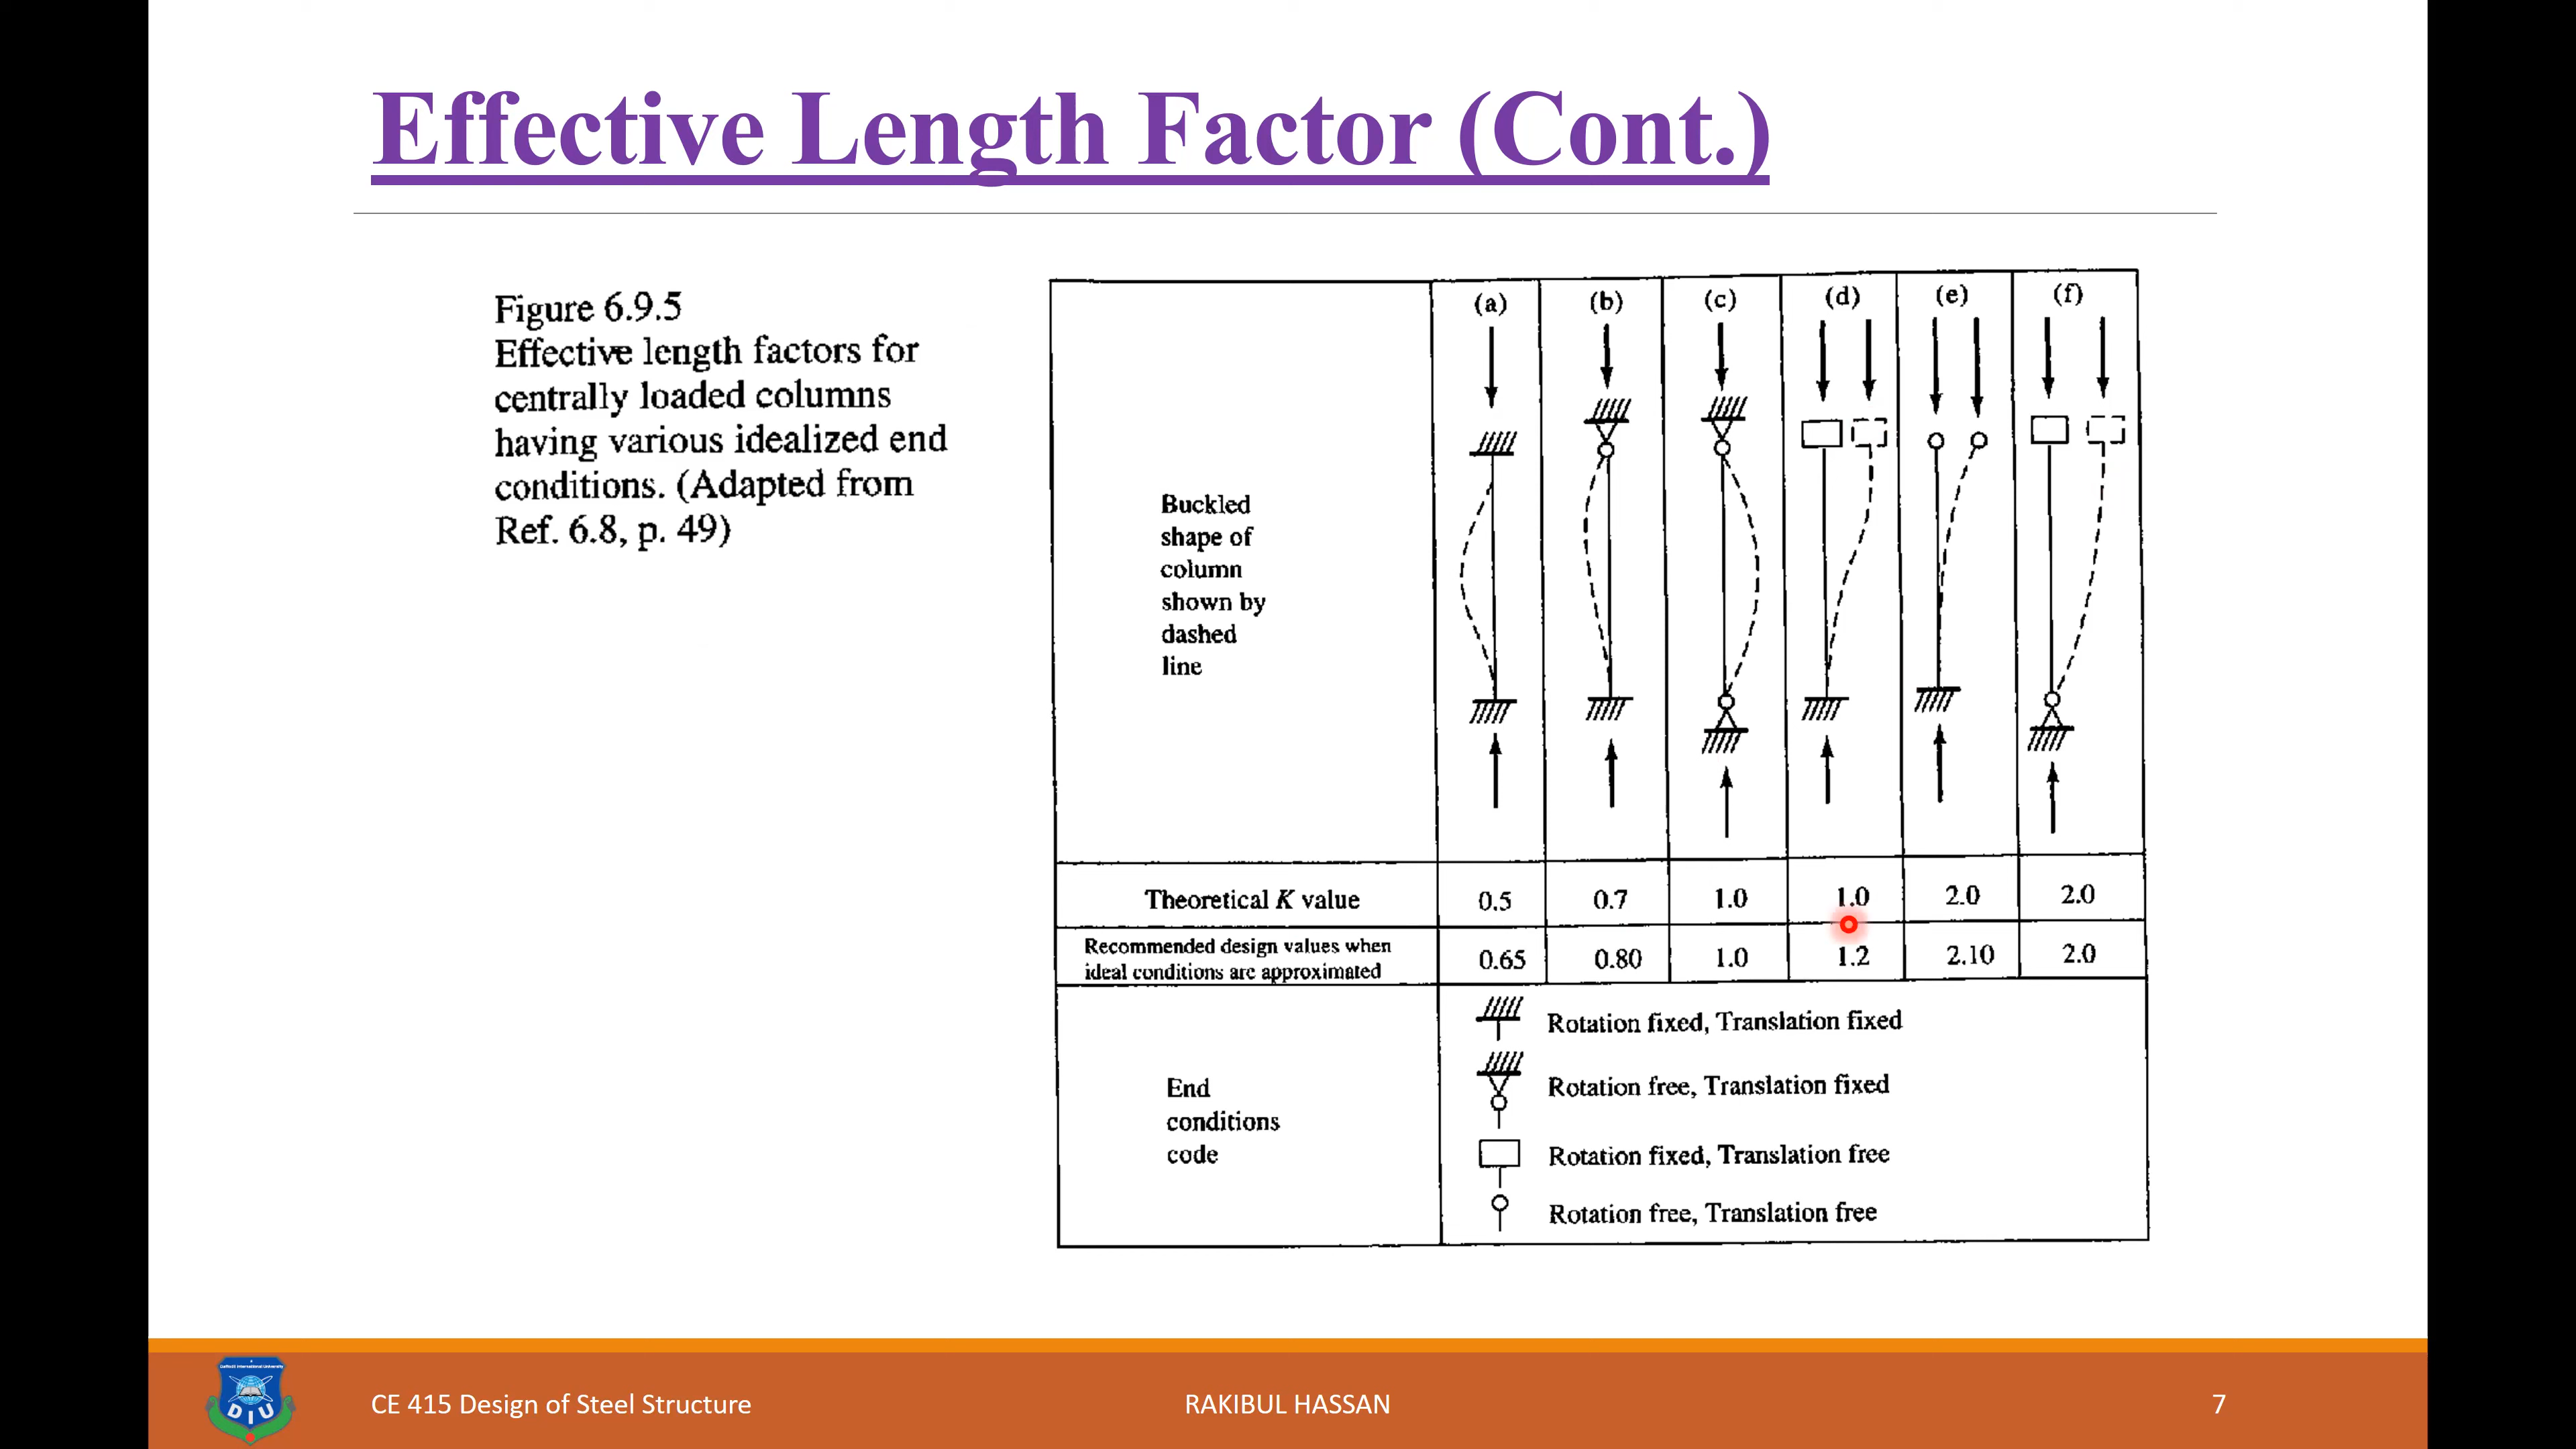 Effective Length Factor (Cont.)
Figure 6.9.5
Effective length factors for
centrally loaded columns
having various idealized end
conditions. (Adapted from
Ref. 6.8, p. 49)
(a) (b) (c) (d) (e) (f)
Buckled
shape of
column
shown by
dashed
line
Theoretical K value 0.5 0.7 1.0 1.0 2.0 2.0
Recommended design values when
ideal conditions are approximated 0.65 0.80 1.0 1.2 2.10 2.0
End
conditions
code
Rotation fixed, Translation fixed
Rotation free, Translation fixed
Rotation fixed, Translation free
Rotation free, Translation free
Daffodil International University
DIU
CE 415 Design of Steel Structure
RAKIBUL HASSAN
7